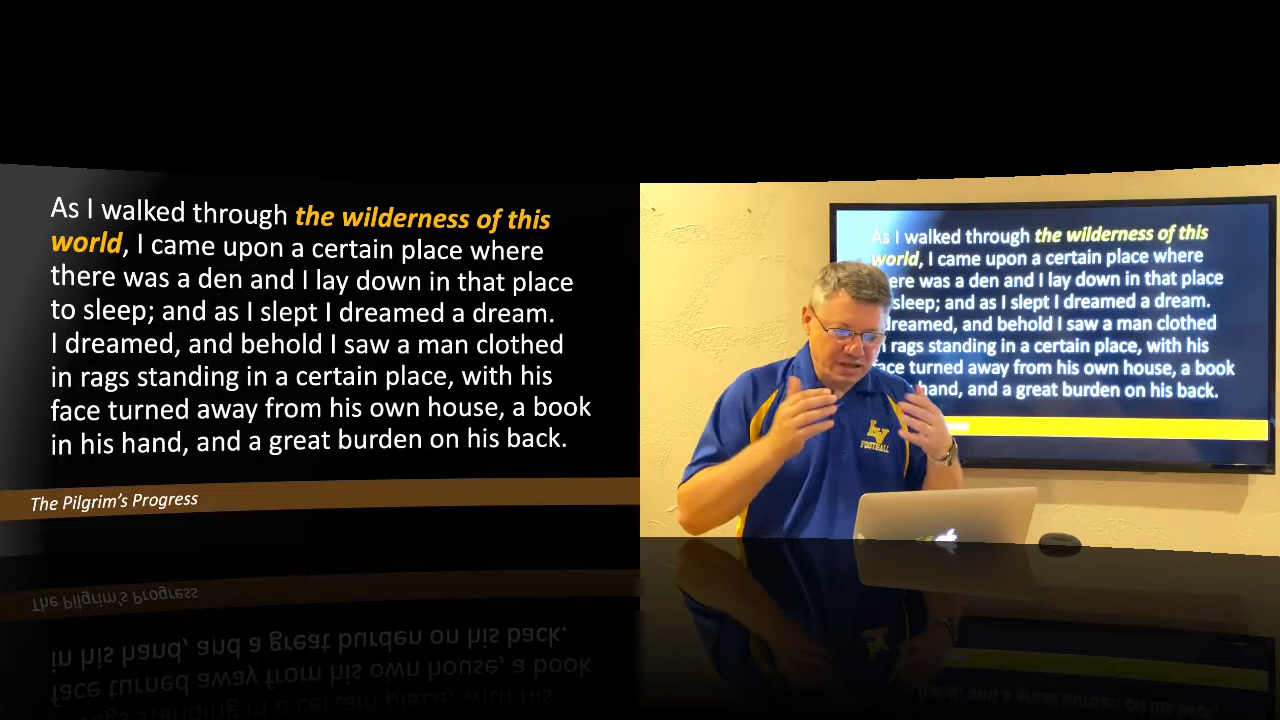 As I walked through the wilderness of this
world, I came upon a certain place where
there was a den and I lay down in that place
to sleep; and as I slept I dreamed a dream.
I dreamed, and behold I saw a man clothed
in rags standing in a certain place, with his
face turned away from his own house, a book
in his hand, and a great burden on his back.
The Pilgrim's Progress
As I walked through the wilderness of this
world, I came upon a certain place where
there was a den and I lay down in that place
sleep; and as I slept I dreamed a dream.
dreamed, and behold I saw a man clothed
in rags standing in a certain place, with his
face turned away from his own house, a book
hand, and a great burden on his back.
LV
FOOTBALL